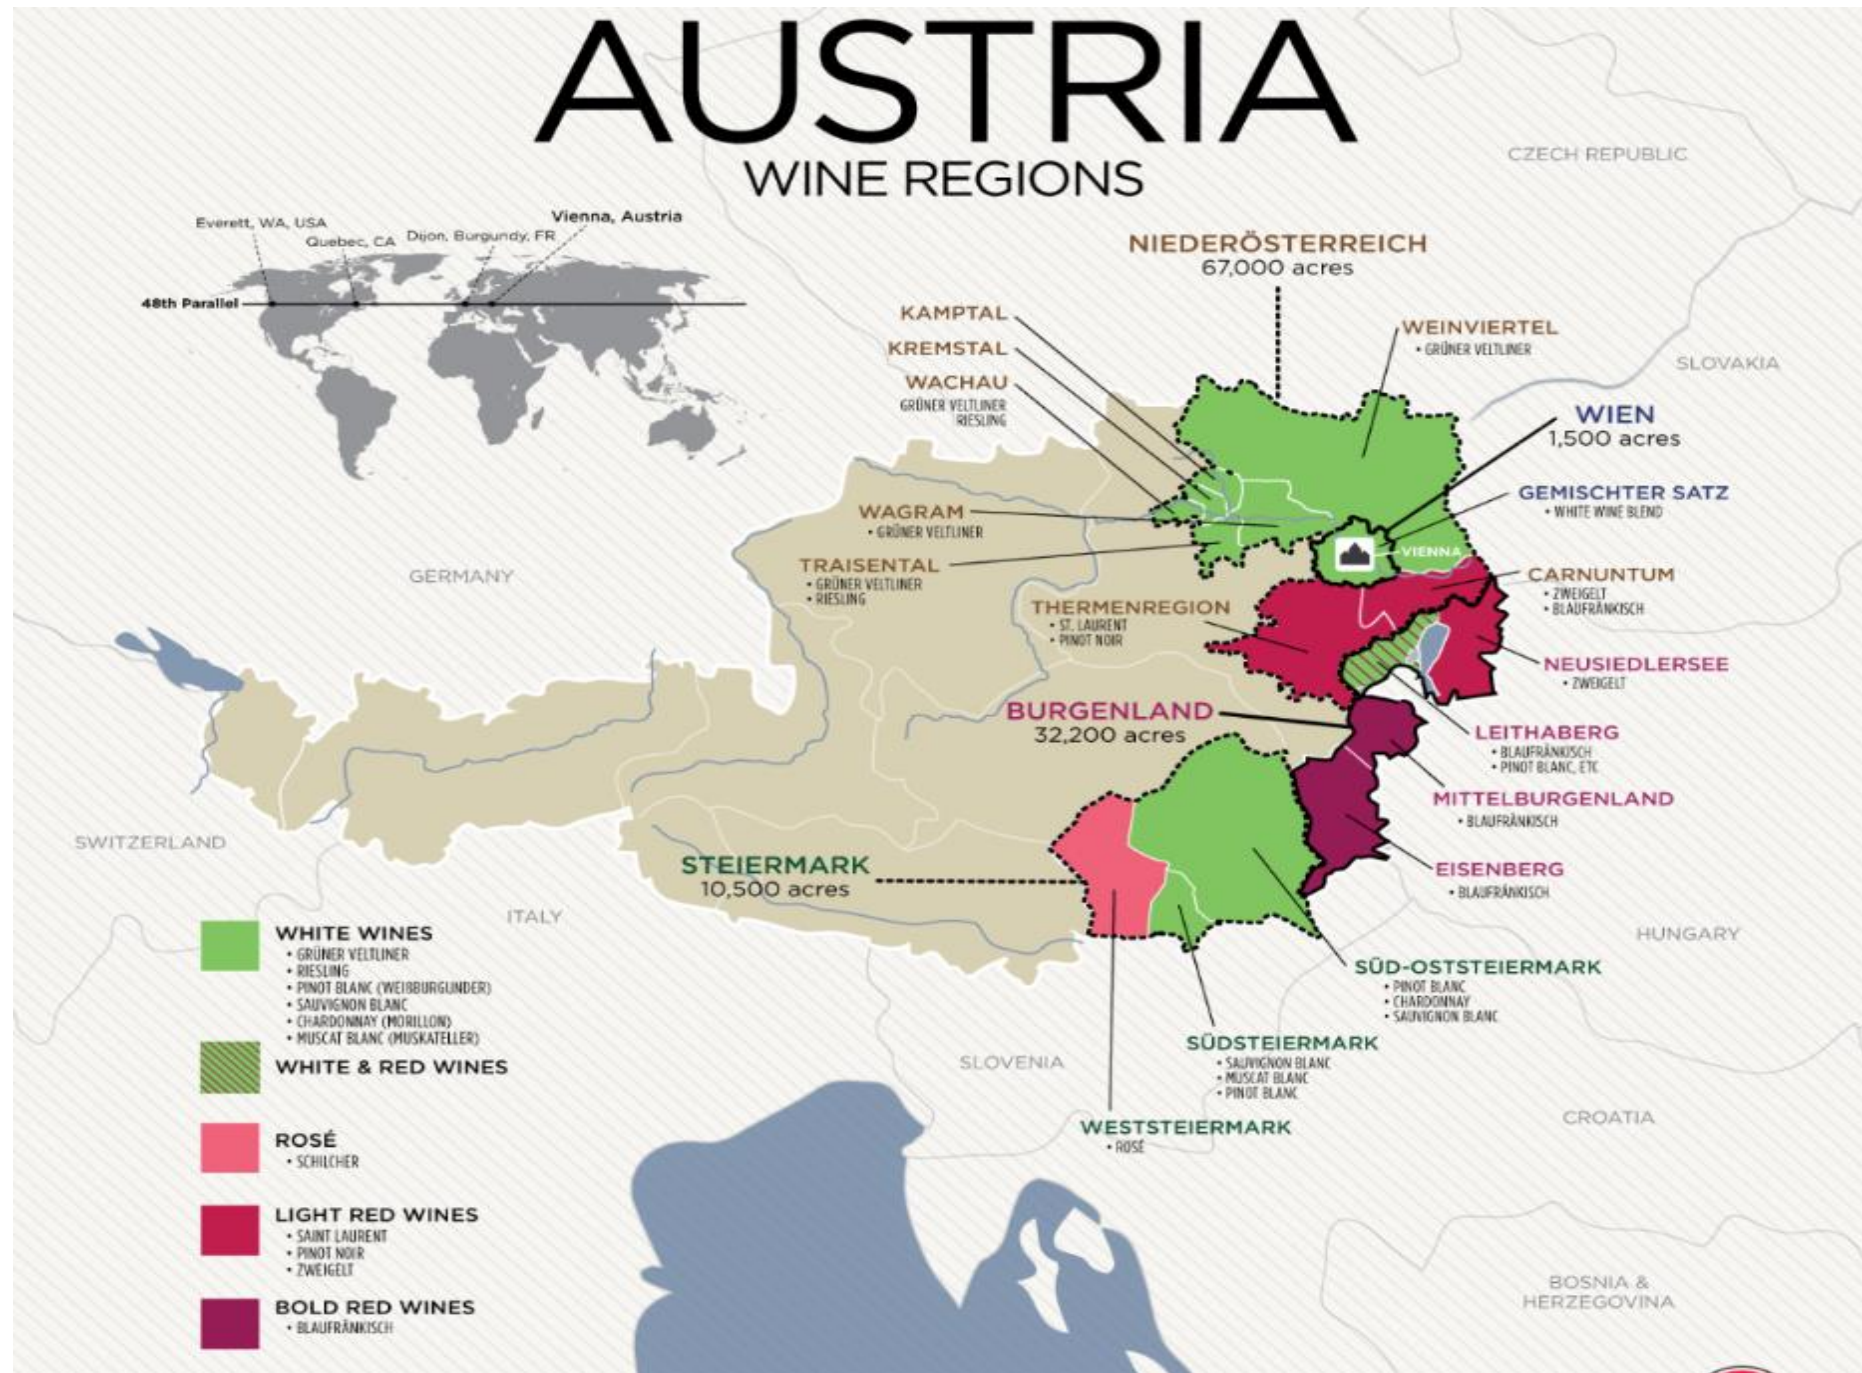 AUSTRIA
WINE REGIONS
CZECH REPUBLIC
Everett, WA, USA
Quebec, CA
Dijon, Burgundy, FR
Vienna, Austria
48th Parallel
NIEDERÖSTERREICH
67,000 acres
KAMPTAL
KREMSTAL
WACHAU
GRÜNER VELTLINER
RIESLING
WEINVIERTEL
• GRÜNER VELTLINER
SLOVAKIA
WIEN
1,500 acres
GEMISCHTER SATZ
• WHITE WINE BLEND
WAGRAM
• GRÜNER VELTLINER
VIENNA
TRAISENTAL
• GRÜNER VELTLINER
• RIESLING
GERMANY
CARNUNTUM
• ZWEIGELT
• BLAUFRÄNKISCH
THERMENREGION
• ST. LAURENT
• PINOT NOIR
NEUSIEDLERSEE
• ZWEIGELT
BURGENLAND
32,200 acres
LEITHABERG
• BLAUFRÄNKISCH
• PINOT BLANC, ETC
MITTELBURGENLAND
• BLAUFRÄNKISCH
SWITZERLAND
STEIERMARK
10,500 acres
EISENBERG
• BLAUFRÄNKISCH
ITALY
HUNGARY
WHITE WINES
• GRÜNER VELTLINER
• RIESLING
• PINOT BLANC (WEIßBURGUNDER)
• SAUVIGNON BLANC
• CHARDONNAY (MORILLON)
• MUSCAT BLANC (MUSKATELLER)
WHITE & RED WINES
ROSÉ
• SCHILCHER
LIGHT RED WINES
• SAINT LAURENT
• PINOT NOIR
• ZWEIGELT
BOLD RED WINES
• BLAUFRÄNKISCH
SÜD-OSTSTEIERMARK
• PINOT BLANC
• CHARDONNAY
• SAUVIGNON BLANC
SÜDSTEIERMARK
• SAUVIGNON BLANC
• MUSCAT BLANC
• PINOT BLANC
SLOVENIA
WESTSTEIERMARK
• ROSÉ
CROATIA
BOSNIA &
HERZEGOVINA